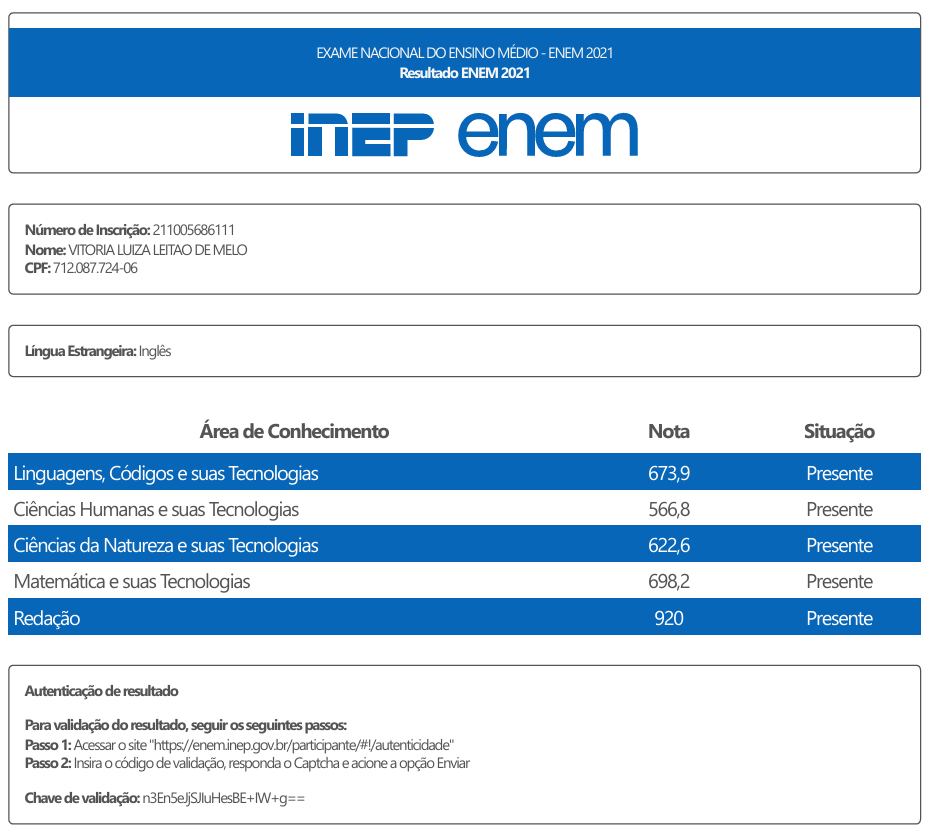 EXAME NACIONAL DO ENSINO MÉDIO - ENEM 2021
Resultado ENEM 2021
inep enem
Número de Inscrição: 211005686111
Nome: VITORIA LUIZA LEITAO DE MELO
CPF: 712.087.724-06
Língua Estrangeira: Inglês
Área de Conhecimento Nota Situação
Linguagens, Códigos e suas Tecnologias 673,9 Presente
Ciências Humanas e suas Tecnologias 566,8 Presente
Ciências da Natureza e suas Tecnologias 622,6 Presente
Matemática e suas Tecnologias 698,2 Presente
Redação 920 Presente
Autenticação de resultado
Para validação do resultado, seguir os seguintes passos:
Passo 1: Acessar o site "https://enem.inep.gov.br/participante/#!/autenticidade"
Passo 2: Insira o código de validação, responda o Captcha e acione a opção Enviar
Chave de validação: n3En5eJjSJIuHesBE+IW+g==